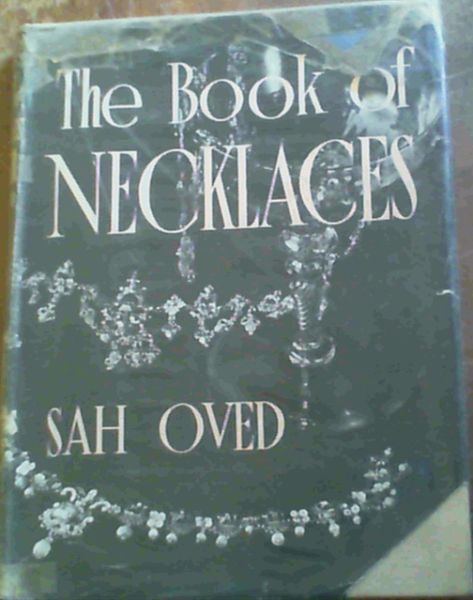 The Book of
NECKLACES
SAH OVED